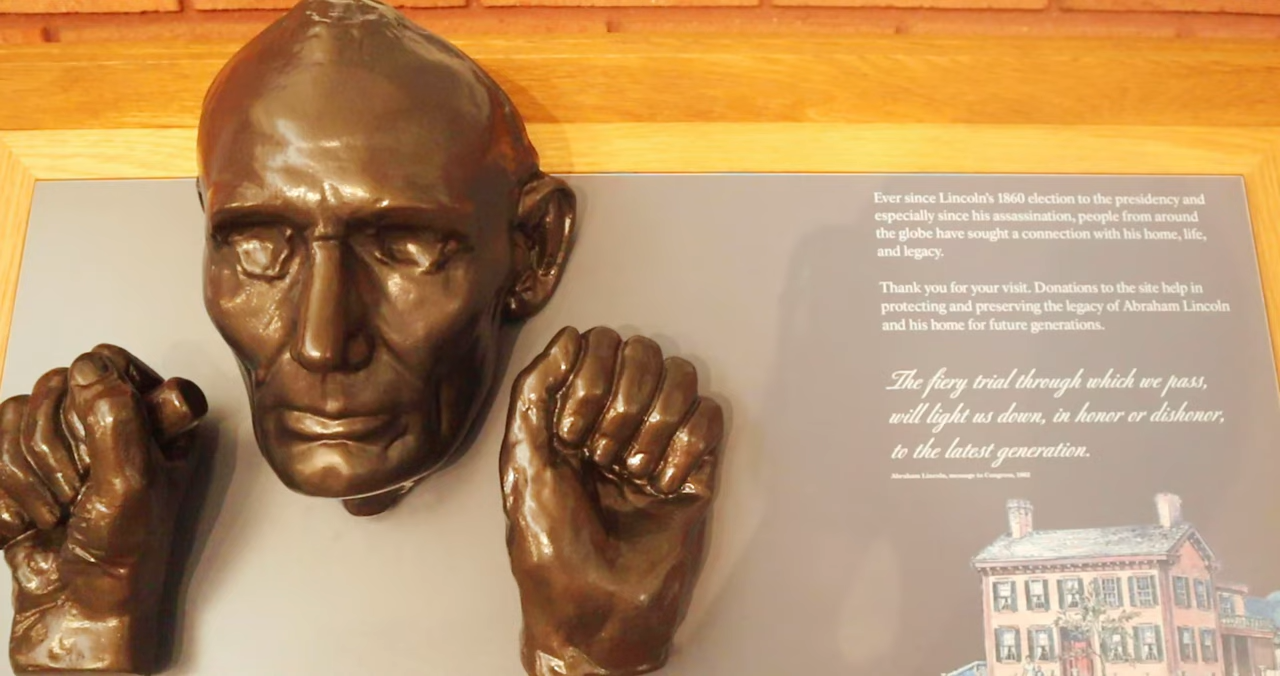 Ever since Lincoln's 1860 election to the presidency and
especially since his assassination, people from around
the globe have sought a connection with his home, life,
and legacy.
Thank you for your visit. Donations to the site help in
protecting and preserving the legacy of Abraham Lincoln
and his home for future generations.
The fiery trial through which we pass,
will light us down, in honor or dishonor,
to the latest generation.
Abraham Lincoln, message to Congress, 1862